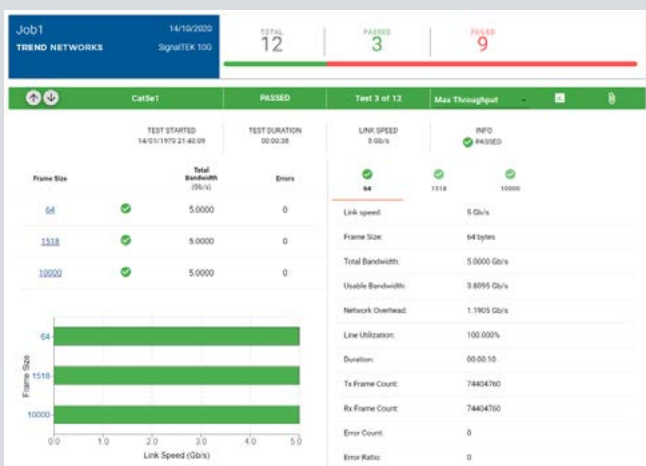 Job1 14/10/2020 TOTAL PASSED FAILED
TREND NETWORKS SignalTEK 10G 12 3 9
Cat5e1 PASSED Test 3 of 12 Max Throughput
TEST STARTED TEST DURATION LINK SPEED INFO
14/01/1970 21:40:09 00:00:38 5 Gb/s PASSED
Frame Size Total Bandwidth (Gb/s) Errors
64 1518 10000
64 5.0000 0
1518 5.0000 0
10000 5.0000 0
Link speed: 5 Gb/s
Frame Size: 64 bytes
Total Bandwidth: 5.0000 Gb/s
Usable Bandwidth: 3.8095 Gb/s
Network Overhead: 1.1905 Gb/s
Line Utilization: 100.000%
Duration: 00:00:10
Tx Frame Count: 74404760
Rx Frame Count: 74404760
Error Count: 0
Error Ratio: 0
Frame Size
64
1518
10000
0.0 1.0 2.0 3.0 4.0 5.0
Link Speed (Gb/s)